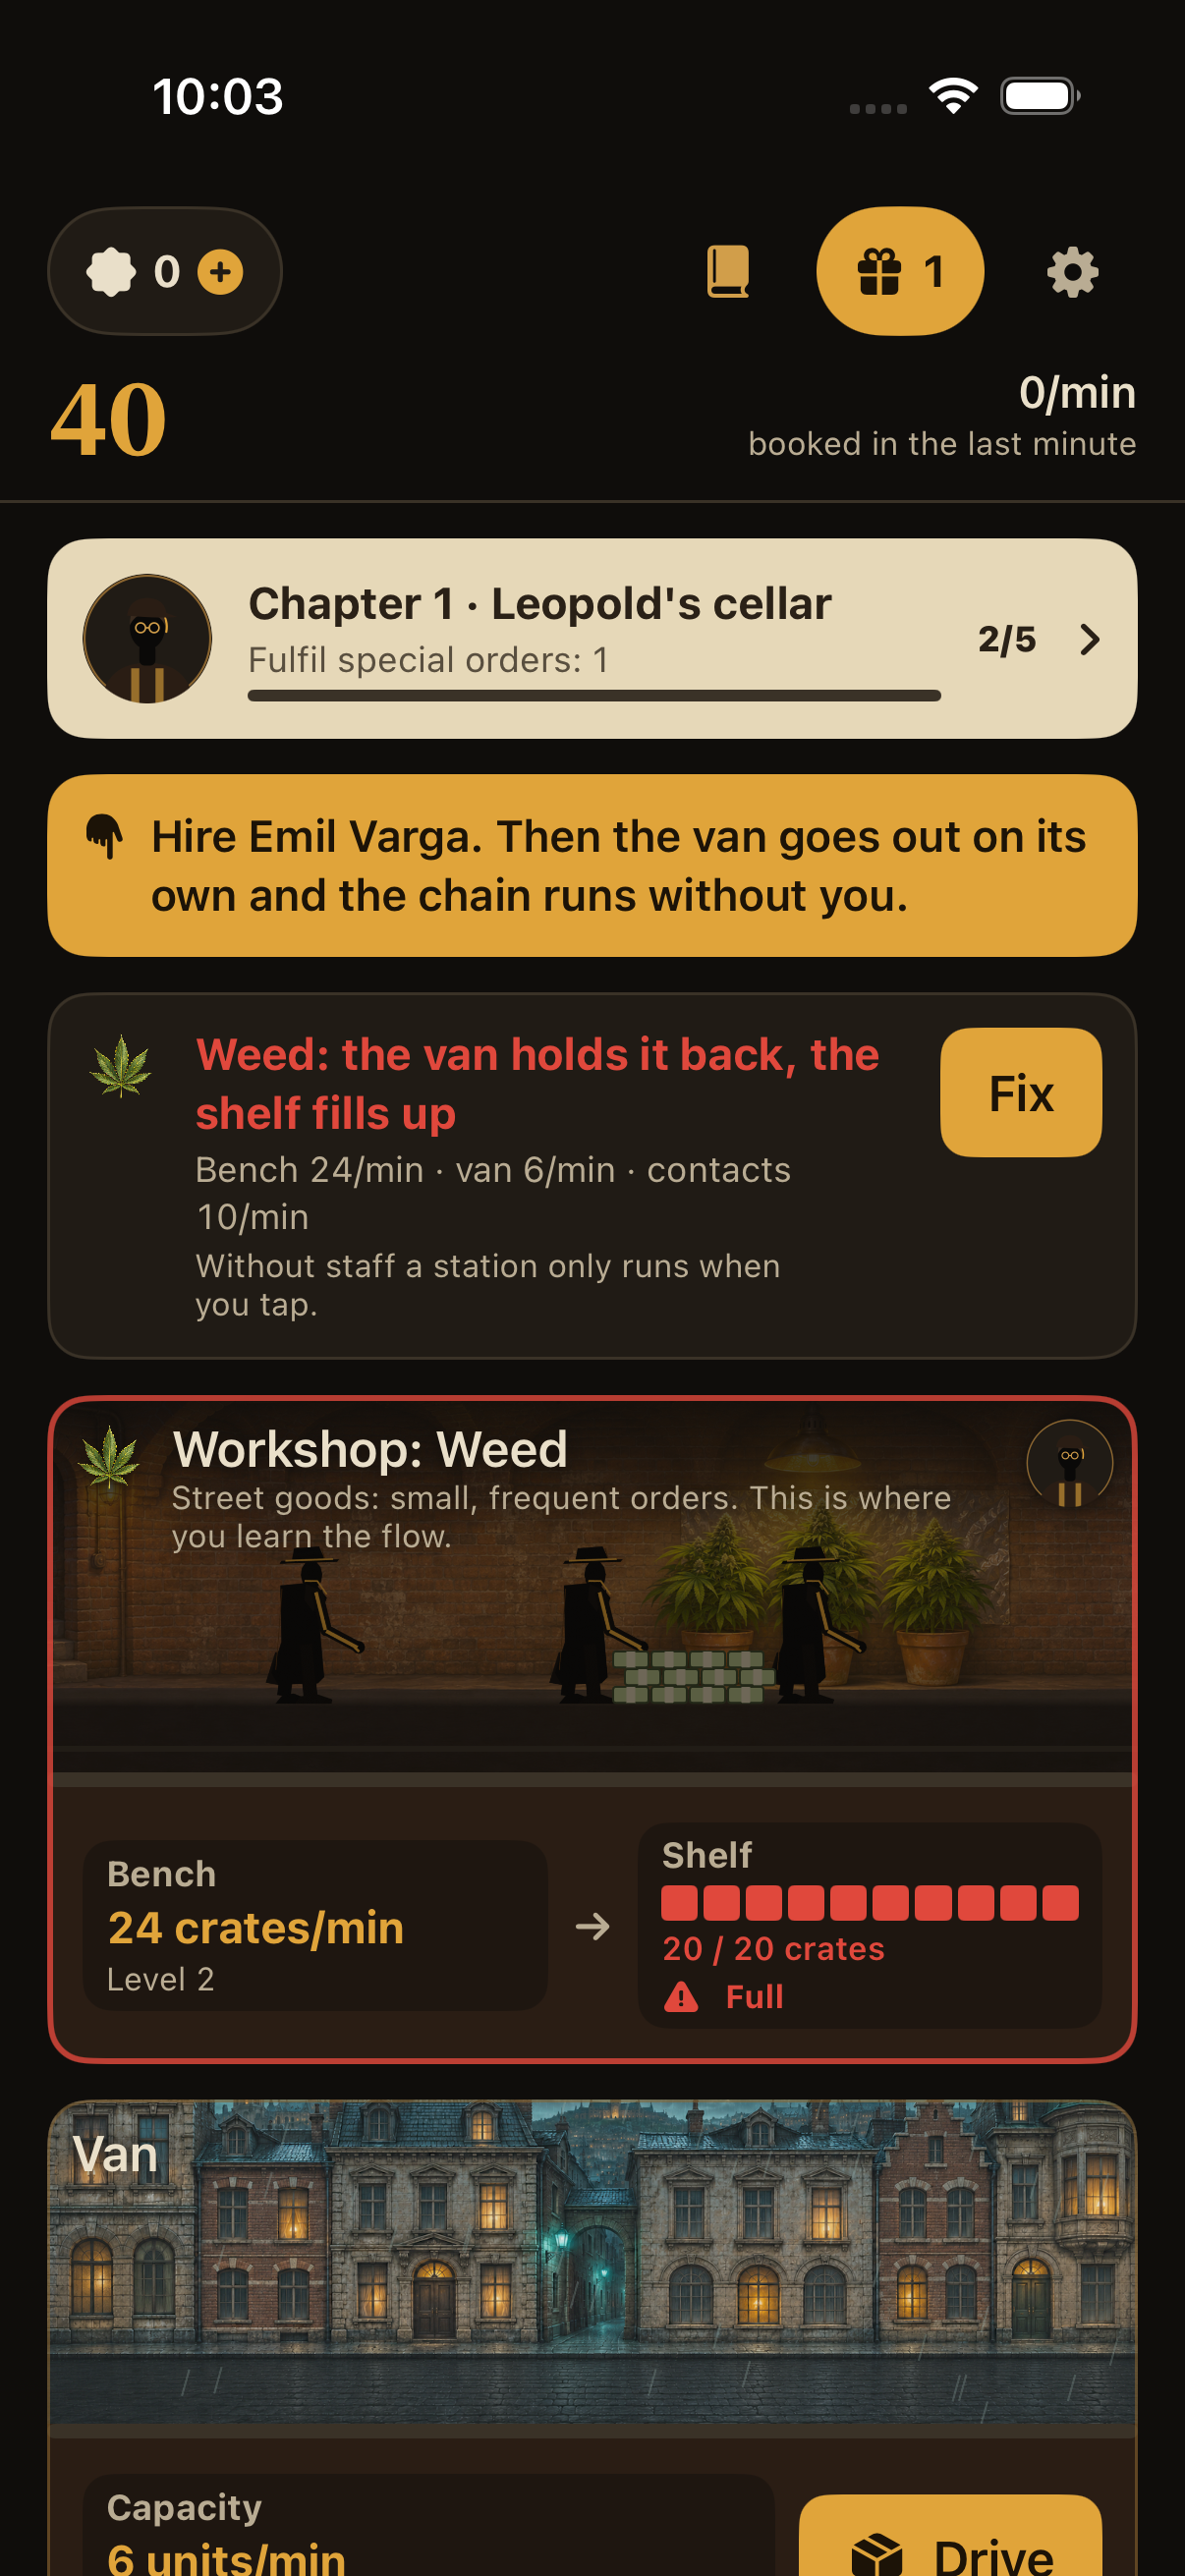 10:03
0
1
40
0/min
booked in the last minute
Chapter 1 · Leopold's cellar
Fulfil special orders: 1
2/5
Hire Emil Varga. Then the van goes out on its
own and the chain runs without you.
Weed: the van holds it back, the
shelf fills up
Fix
Bench 24/min · van 6/min · contacts
10/min
Without staff a station only runs when
you tap.
Workshop: Weed
Street goods: small, frequent orders. This is where
you learn the flow.
Bench
24 crates/min
Level 2
Shelf
20 / 20 crates
Full
Van
Capacity
6 units/min
Drive